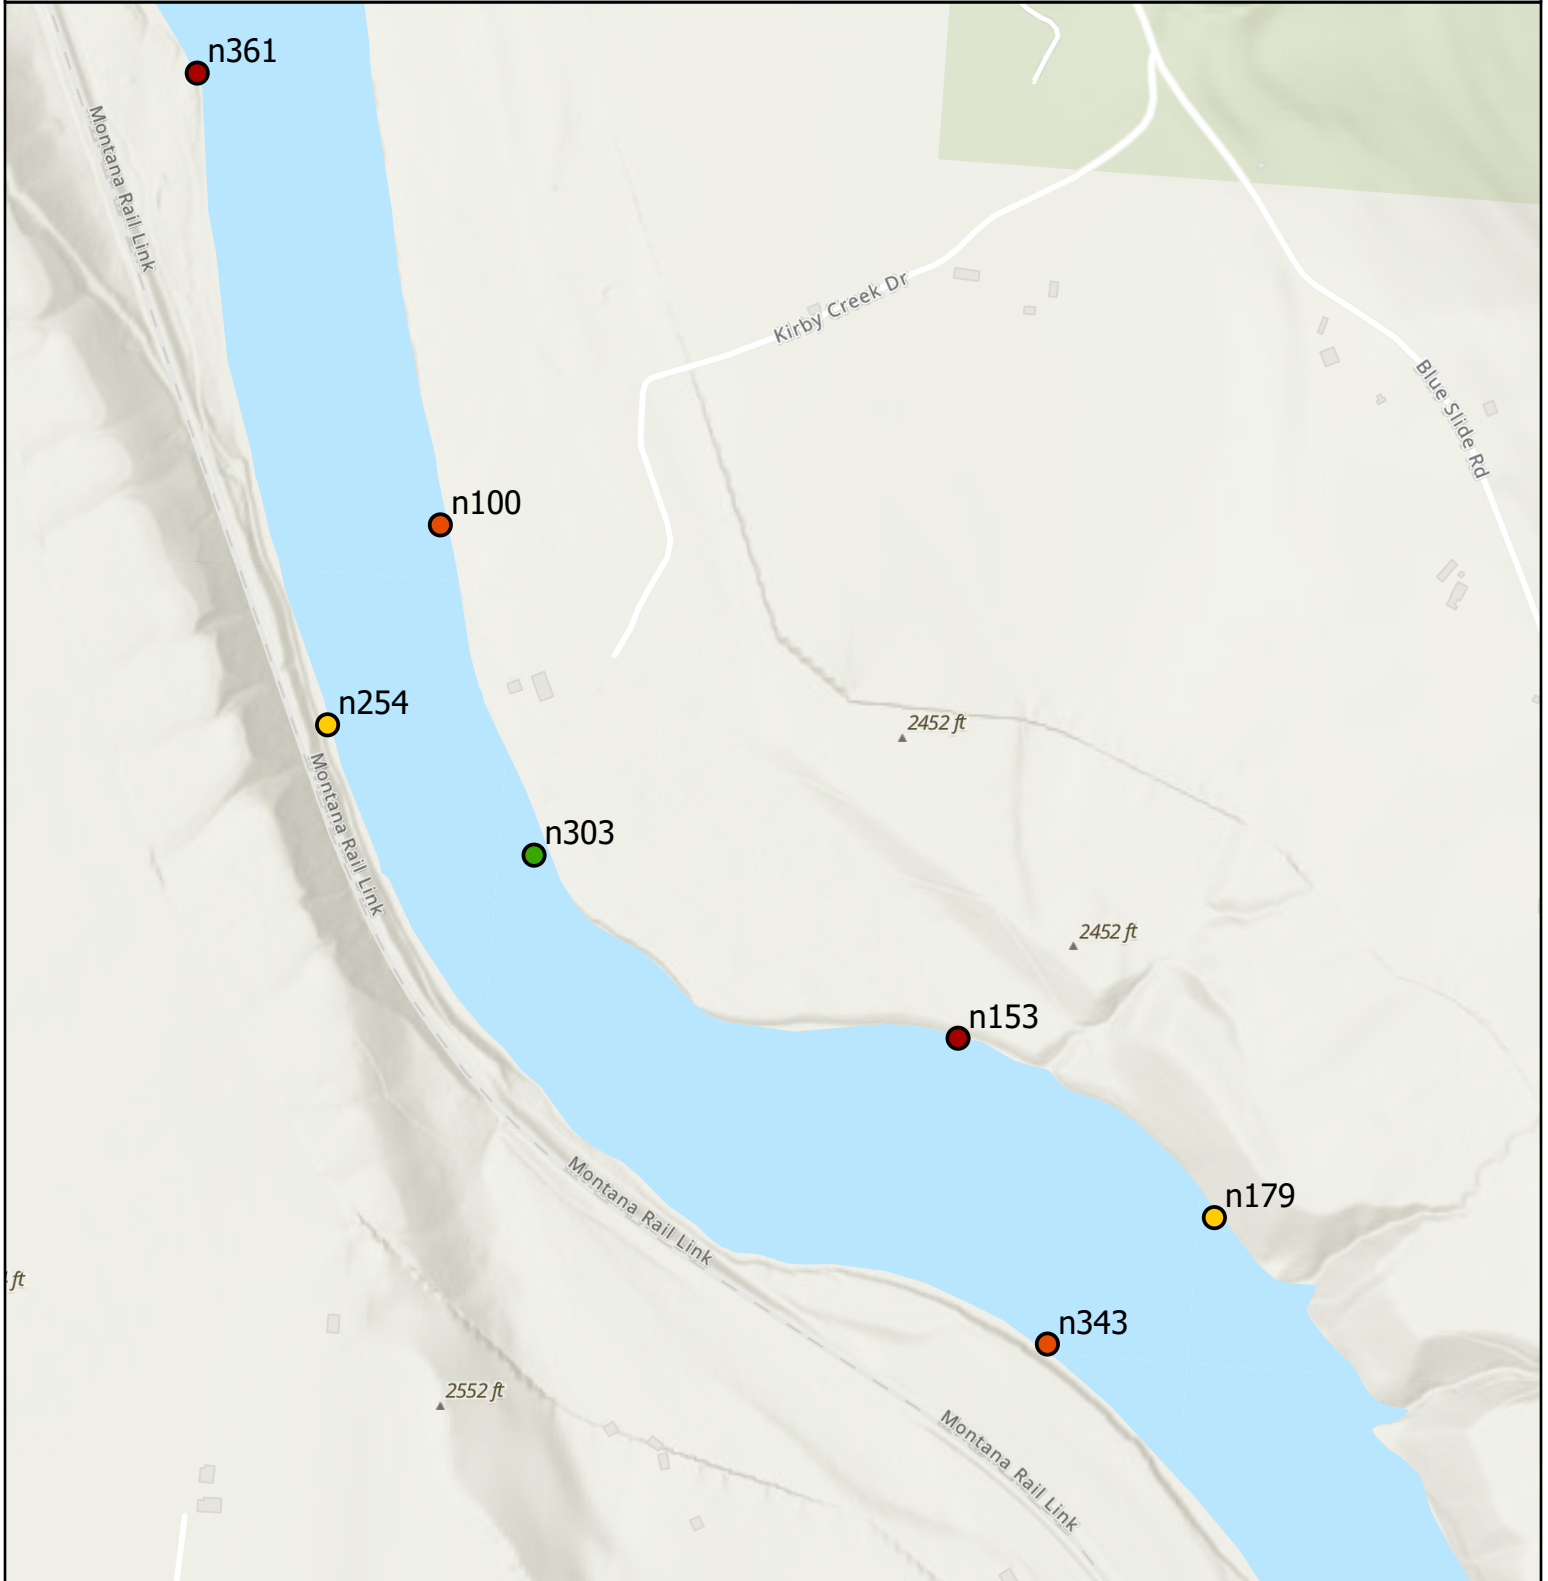 n361
Montana Rail Link
Kirby Creek Dr
Blue Slide Rd
n100
n254
2452 ft
Montana Rail Link
n303
2452 ft
n153
Montana Rail Link
n179
ft
n343
2552 ft
Montana Rail Link